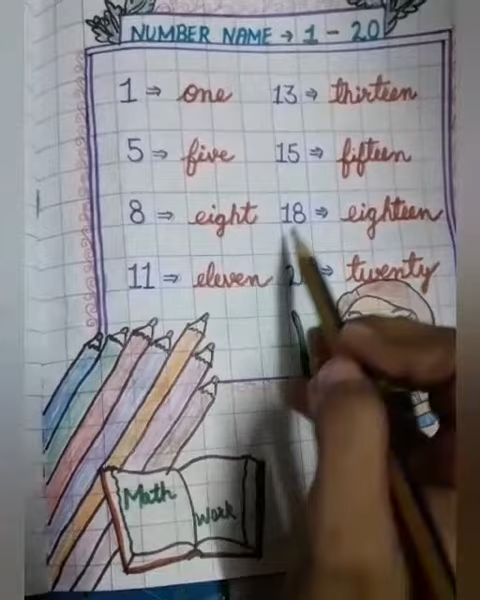 NUMBER NAME → 1 - 20
1 ⇒ one 13 ⇒ thirteen
5 ⇒ five 15 ⇒ fifteen
8 ⇒ eight 18 ⇒ eighteen
11 ⇒ eleven 2 ⇒ twenty
Math Work